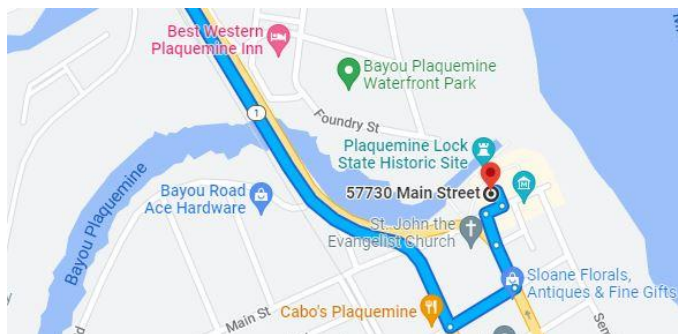 Best Western
Plaquemine Inn
Bayou Plaquemine
Waterfront Park
1
Foundry St
Plaquemine Lock
State Historic Site
57730 Main Street
Bayou Road
Ace Hardware
Bayou Plaquemine
St. John the
Evangelist Church
Sloane Florals,
Antiques & Fine Gifts
Main St
Cabo's Plaquemine